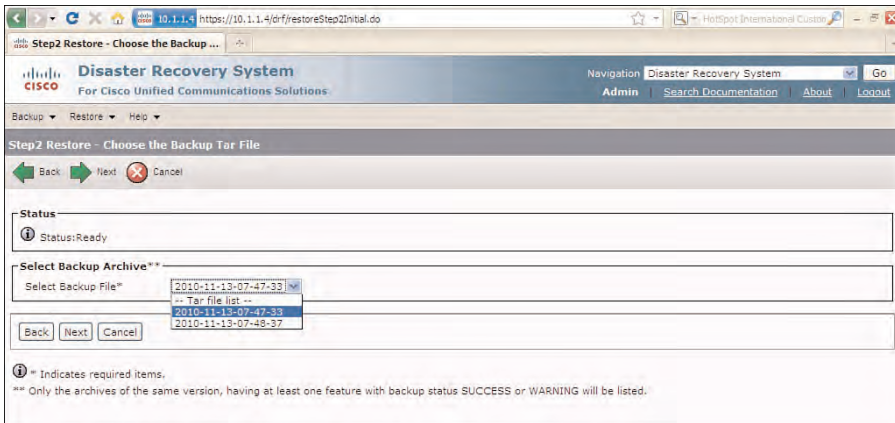 10.1.1.4 https://10.1.1.4/drf/restoreStep2Initial.do
HotSpot International Custom
Step2 Restore - Choose the Backup ...
cisco
Disaster Recovery System
For Cisco Unified Communications Solutions
Navigation Disaster Recovery System Go
Admin | Search Documentation | About | Logout
Backup Restore Help
Step2 Restore - Choose the Backup Tar File
Back Next Cancel
Status
Status:Ready
Select Backup Archive**
Select Backup File* 2010-11-13-07-47-33
-- Tar file list --
2010-11-13-07-47-33
2010-11-13-07-48-37
Back Next Cancel
* Indicates required items.
** Only the archives of the same version, having at least one feature with backup status SUCCESS or WARNING will be listed.